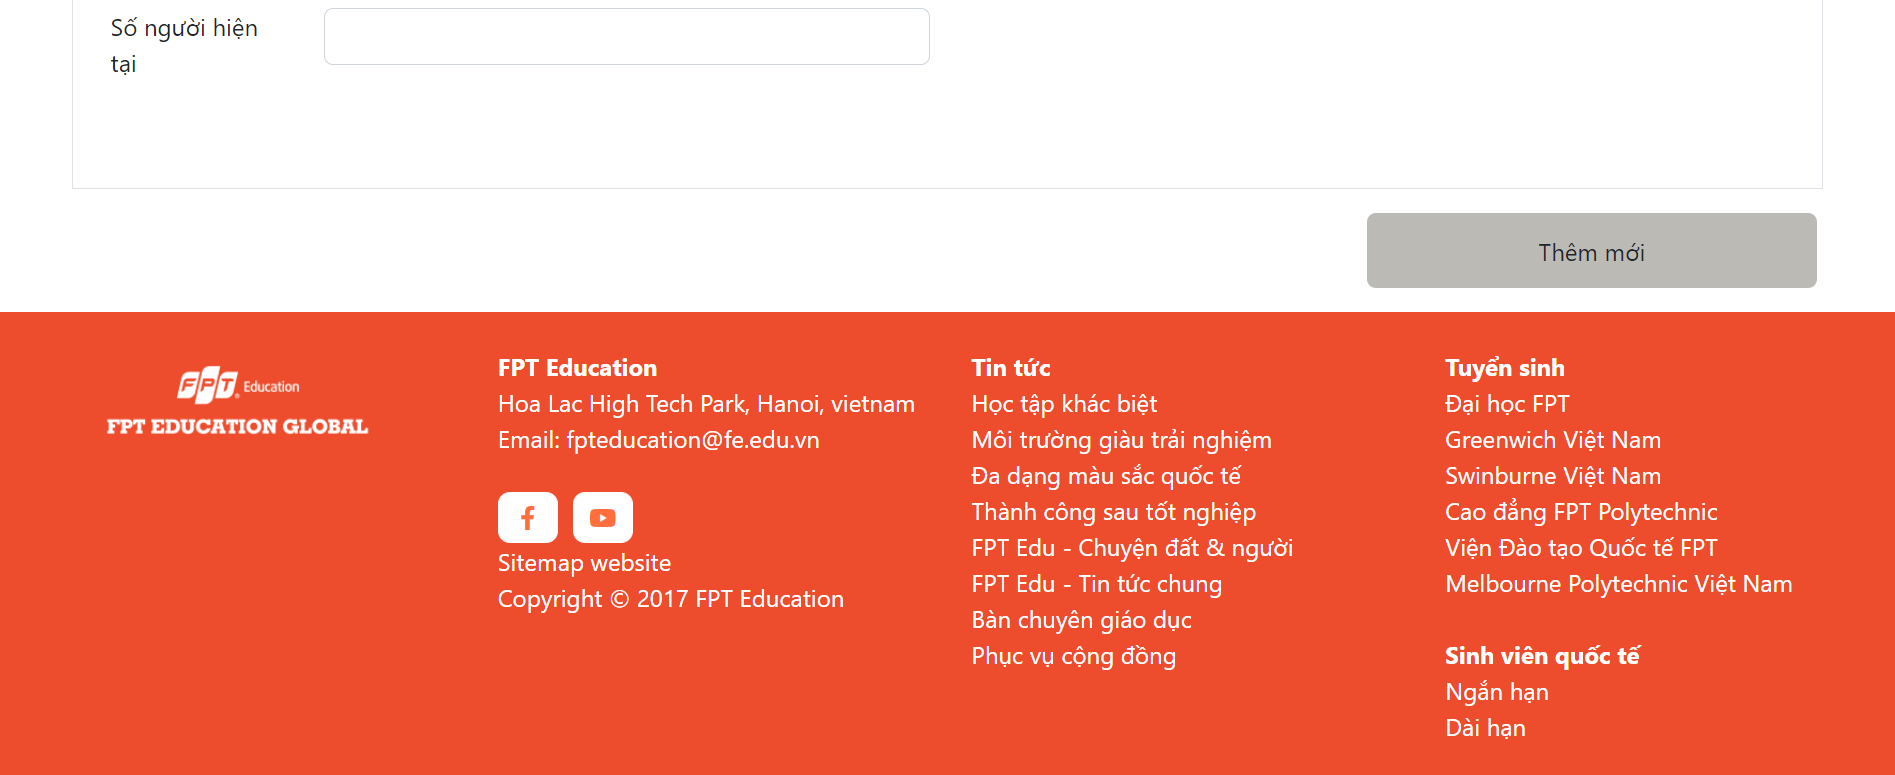 Số người hiện
tại
Thêm mới
FPT Education
FPT EDUCATION GLOBAL
FPT Education
Hoa Lac High Tech Park, Hanoi, vietnam
Email: fpteducation@fe.edu.vn
Sitemap website
Copyright © 2017 FPT Education
Tin tức
Học tập khác biệt
Môi trường giàu trải nghiệm
Đa dạng màu sắc quốc tế
Thành công sau tốt nghiệp
FPT Edu - Chuyện đất & người
FPT Edu - Tin tức chung
Bàn chuyên giáo dục
Phục vụ cộng đồng
Tuyển sinh
Đại học FPT
Greenwich Việt Nam
Swinburne Việt Nam
Cao đẳng FPT Polytechnic
Viện Đào tạo Quốc tế FPT
Melbourne Polytechnic Việt Nam
Sinh viên quốc tế
Ngắn hạn
Dài hạn